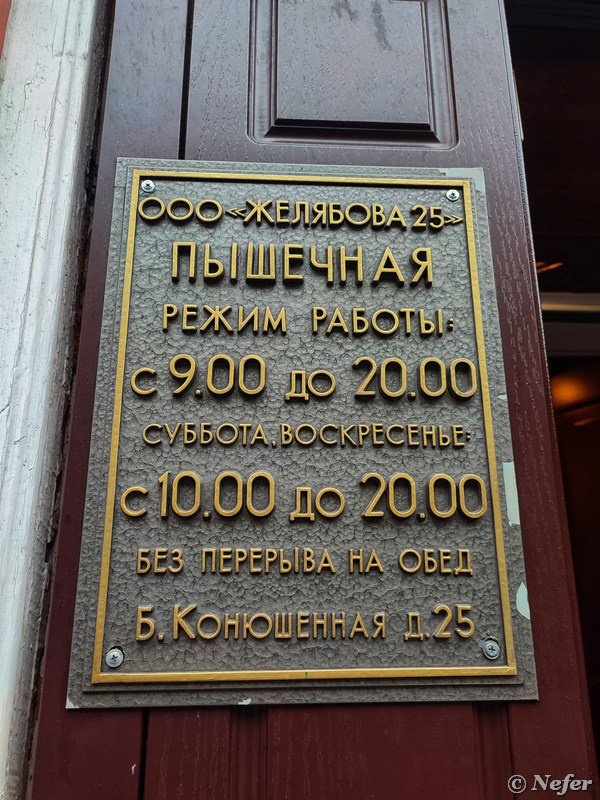 ООО «ЖЕЛЯБОВА 25»
ПЫШЕЧНАЯ
РЕЖИМ РАБОТЫ:
с 9.00 до 20.00
СУББОТА, ВОСКРЕСЕНЬЕ:
с 10.00 до 20.00
БЕЗ ПЕРЕРЫВА НА ОБЕД
Б. Конюшенная д.25
© Nefer